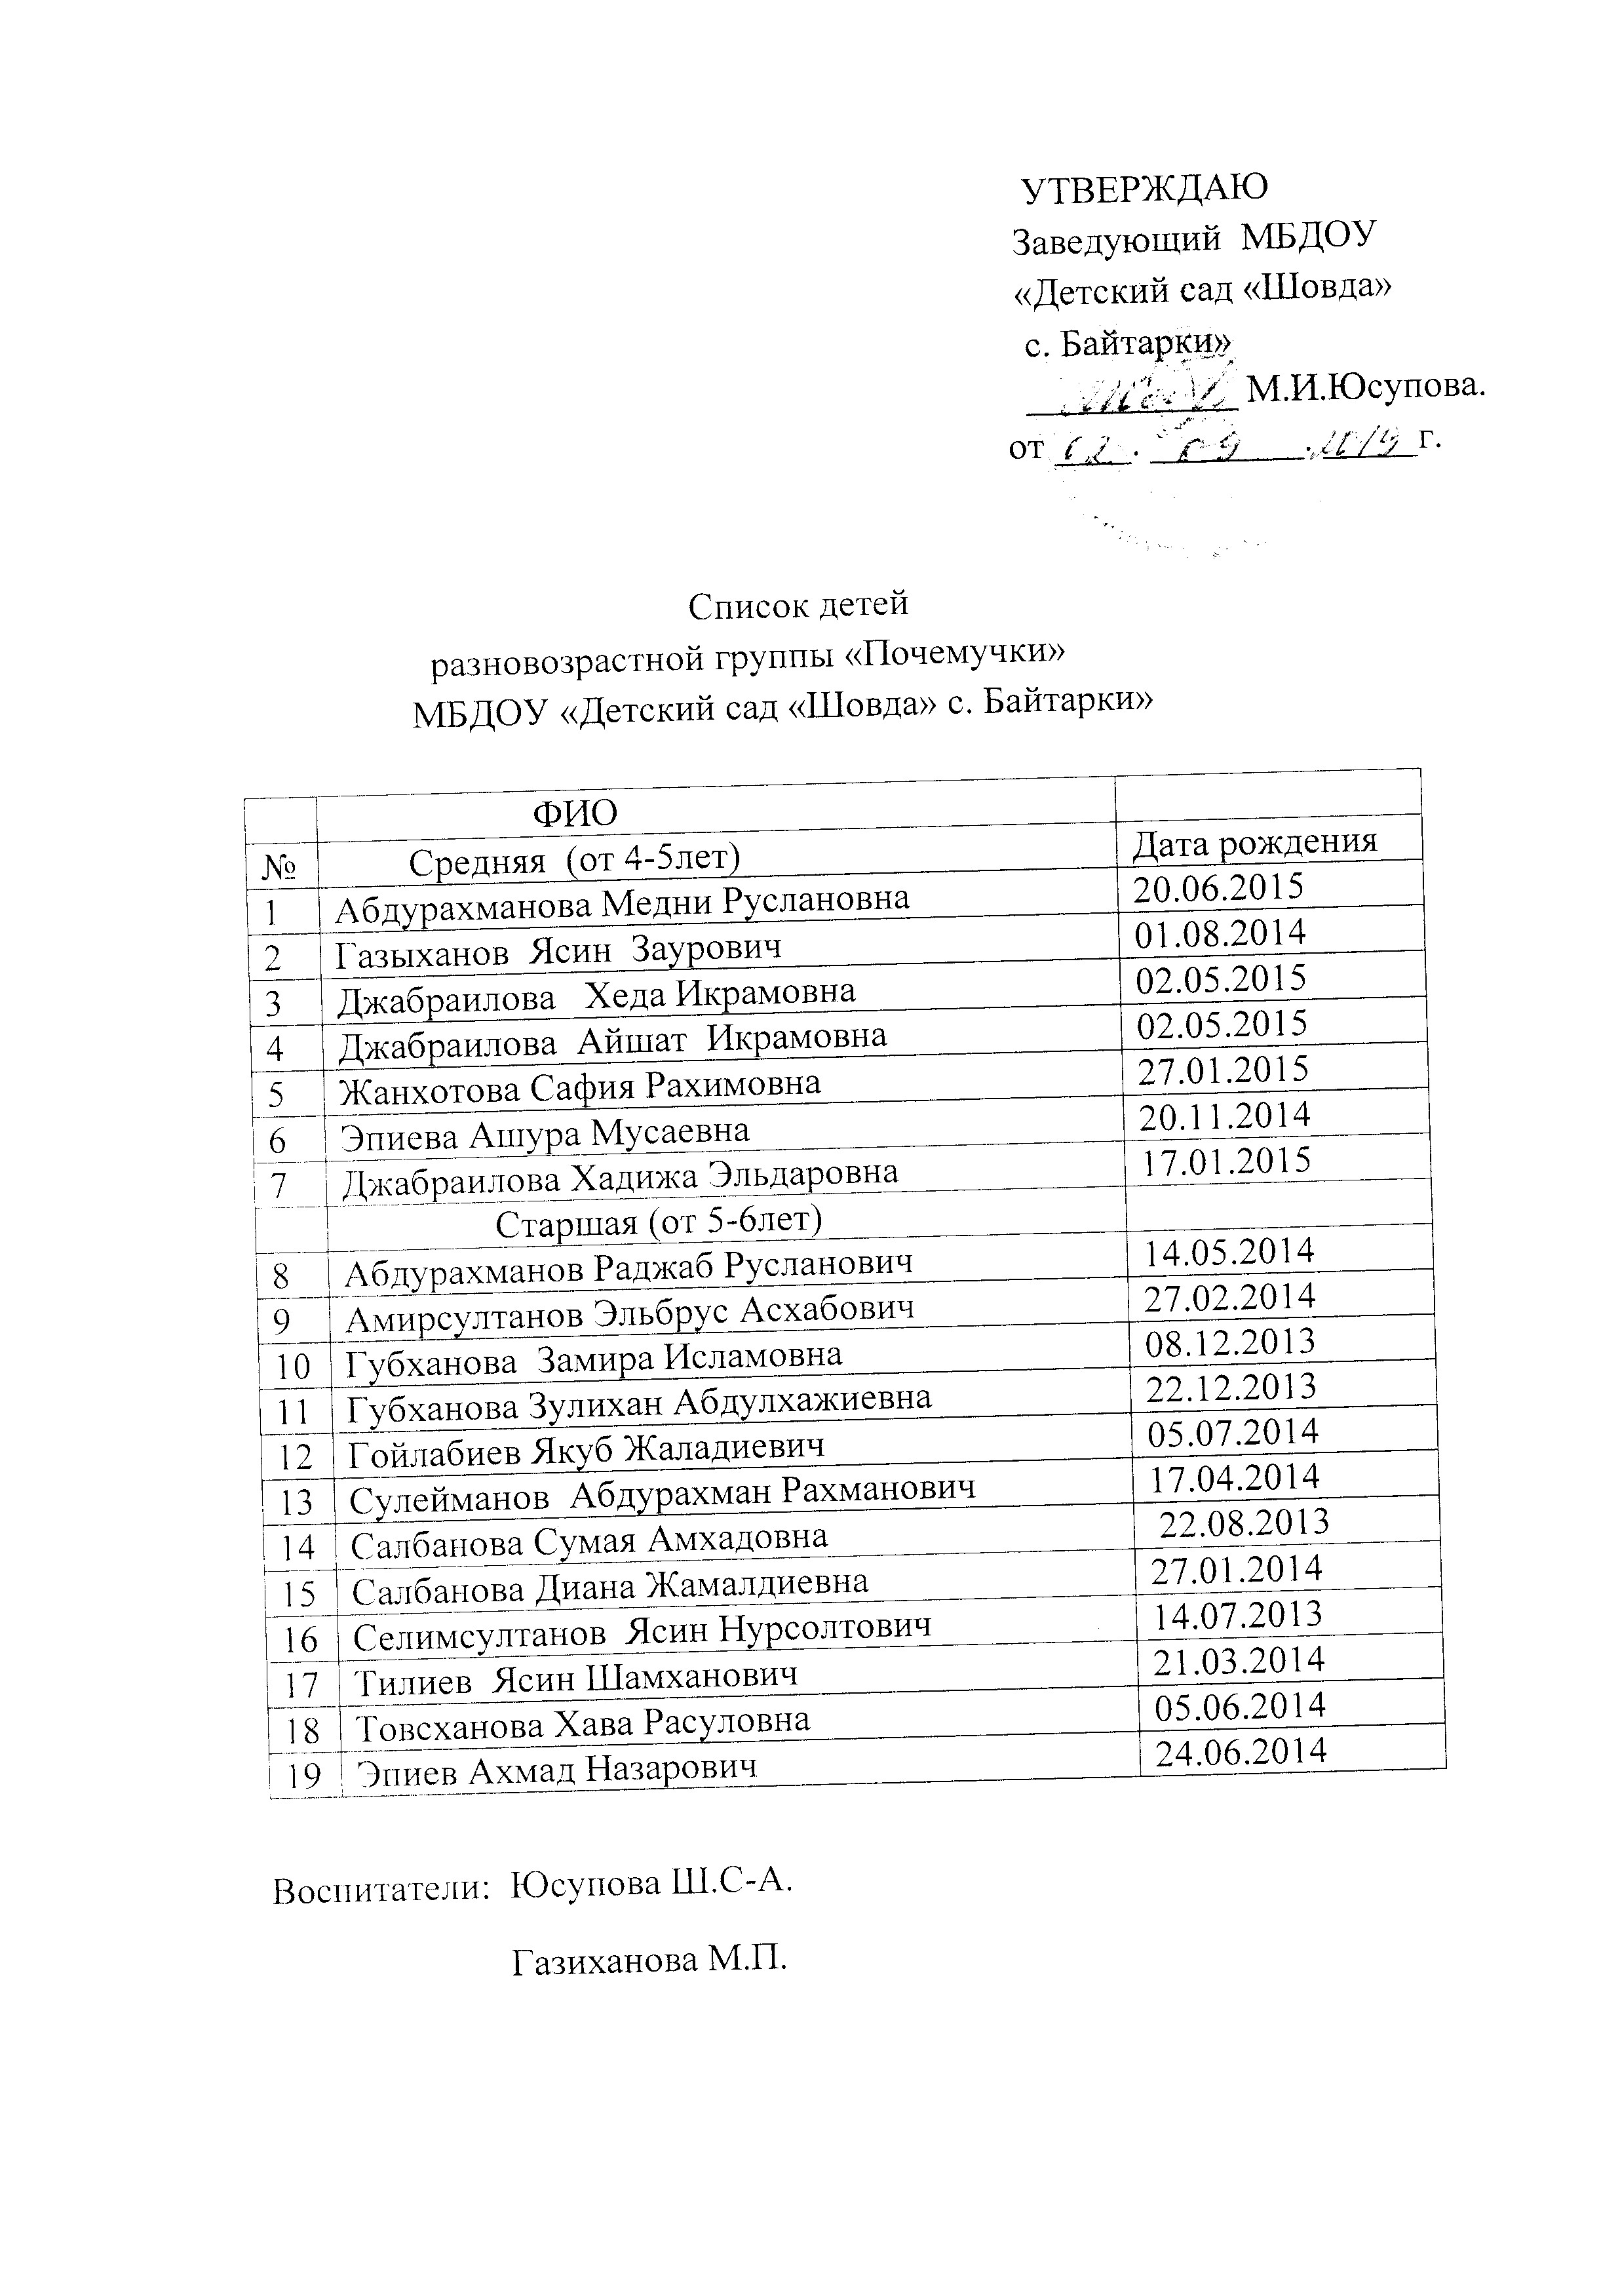 УТВЕРЖДАЮ
Заведующий МБДОУ
«Детский сад «Шовда»
с. Байтарки»
М.И.Юсупова.
от 02. 09 .2019 г.
Список детей
разновозрастной группы «Почемучки»
МБДОУ «Детский сад «Шовда» с. Байтарки»
ФИО
№ Средняя (от 4-5лет) Дата рождения
1 Абдурахманова Медни Руслановна 20.06.2015
2 Газыханов Ясин Заурович 01.08.2014
3 Джабраилова Хеда Икрамовна 02.05.2015
4 Джабраилова Айшат Икрамовна 02.05.2015
5 Жанхотова Сафия Рахимовна 27.01.2015
6 Эпиева Ашура Мусаевна 20.11.2014
7 Джабраилова Хадижа Эльдаровна 17.01.2015
Старшая (от 5-6лет)
8 Абдурахманов Раджаб Русланович 14.05.2014
9 Амирсултанов Эльбрус Асхабович 27.02.2014
10 Губханова Замира Исламовна 08.12.2013
11 Губханова Зулихан Абдулхажиевна 22.12.2013
12 Гойлабиев Якуб Жаладиевич 05.07.2014
13 Сулейманов Абдурахман Рахманович 17.04.2014
14 Салбанова Сумая Амхадовна 22.08.2013
15 Салбанова Диана Жамалдиевна 27.01.2014
16 Селимсултанов Ясин Нурсолтович 14.07.2013
17 Тилиев Ясин Шамханович 21.03.2014
18 Товсханова Хава Расуловна 05.06.2014
19 Эпиев Ахмад Назарович 24.06.2014
Воспитатели: Юсупова Ш.С-А.
Газиханова М.П.